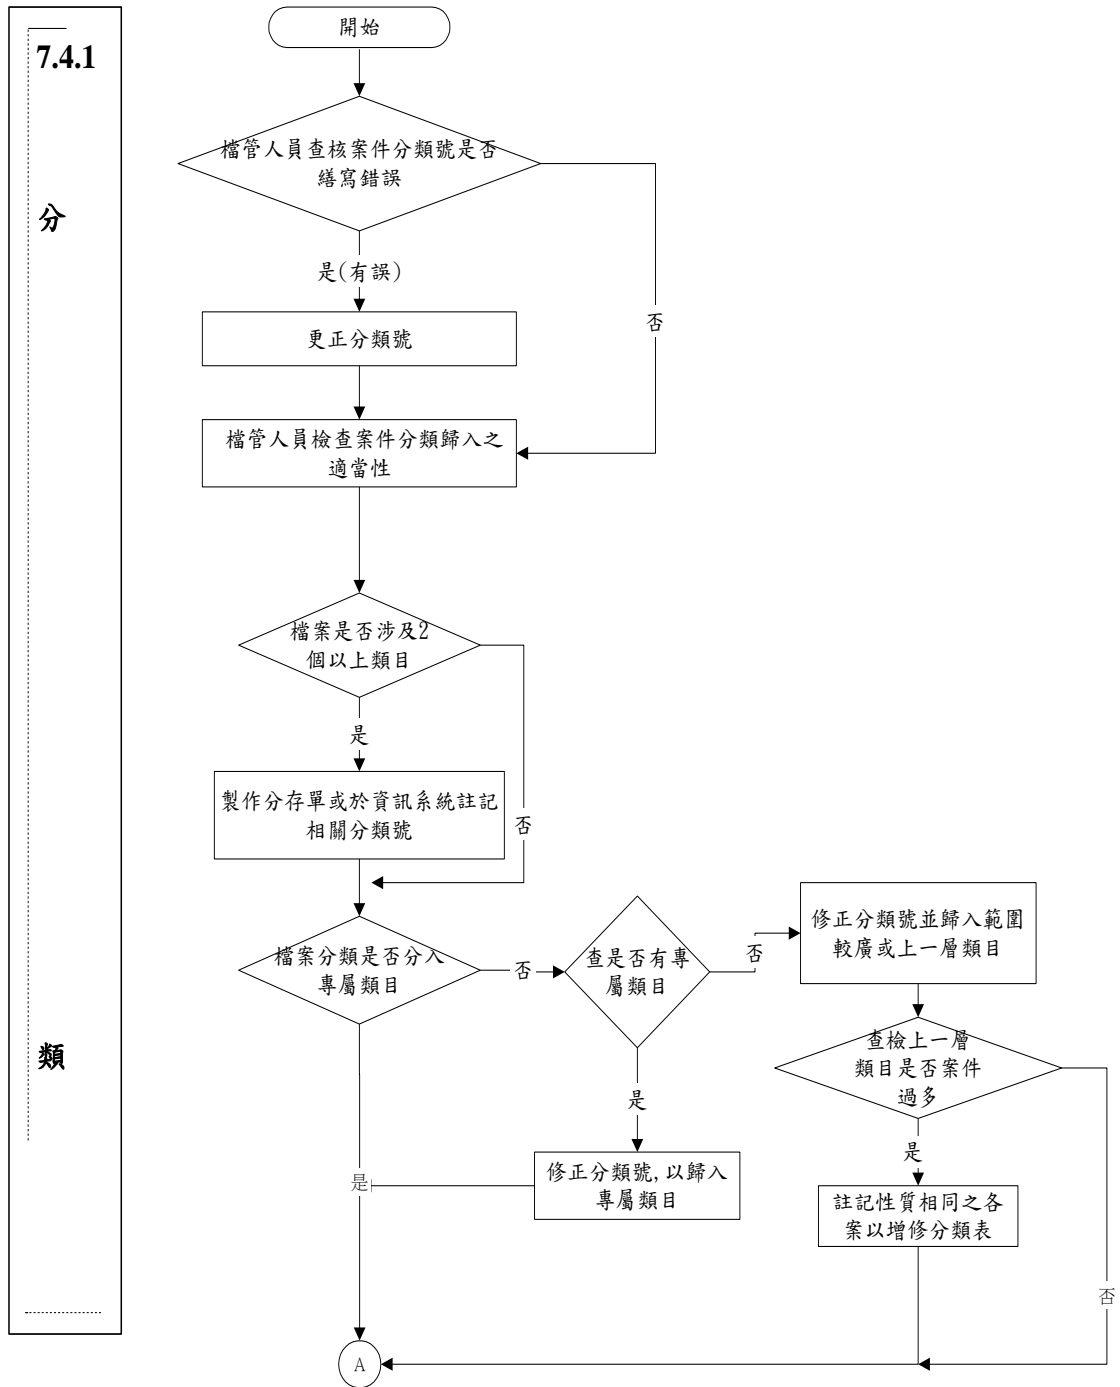 7.4.1
分
類
開始
檔管人員查核案件分類號是否
繕寫錯誤
是(有誤)
否
更正分類號
檔管人員檢查案件分類歸入之
適當性
檔案是否涉及2
個以上類目
是
否
製作分存單或於資訊系統註記
相關分類號
檔案分類是否分入
專屬類目
否
查是否有專
屬類目
否
修正分類號並歸入範圍
較廣或上一層類目
查檢上一層
類目是否案件
過多
是
是
修正分類號,以歸入
專屬類目
是
註記性質相同之各
案以增修分類表
否
A